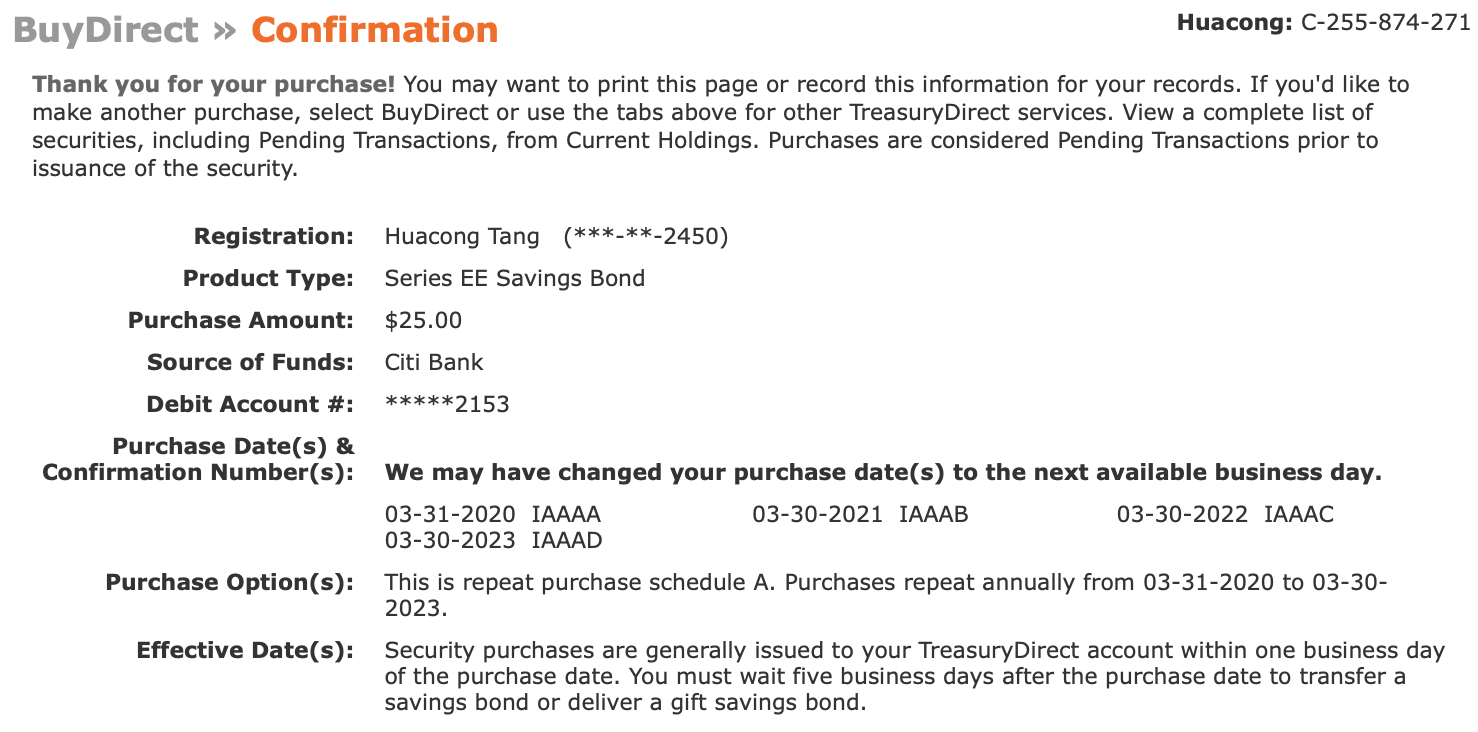 BuyDirect » Confirmation
Huacong: C-255-874-271
Thank you for your purchase! You may want to print this page or record this information for your records. If you'd like to
make another purchase, select BuyDirect or use the tabs above for other TreasuryDirect services. View a complete list of
securities, including Pending Transactions, from Current Holdings. Purchases are considered Pending Transactions prior to
issuance of the security.
Registration: Huacong Tang (***-**-2450)
Product Type: Series EE Savings Bond
Purchase Amount: $25.00
Source of Funds: Citi Bank
Debit Account #: *****2153
Purchase Date(s) &
Confirmation Number(s): We may have changed your purchase date(s) to the next available business day.
03-31-2020 IAAAA 03-30-2021 IAAAB 03-30-2022 IAAAC
03-30-2023 IAAAD
Purchase Option(s): This is repeat purchase schedule A. Purchases repeat annually from 03-31-2020 to 03-30-
2023.
Effective Date(s): Security purchases are generally issued to your TreasuryDirect account within one business day
of the purchase date. You must wait five business days after the purchase date to transfer a
savings bond or deliver a gift savings bond.